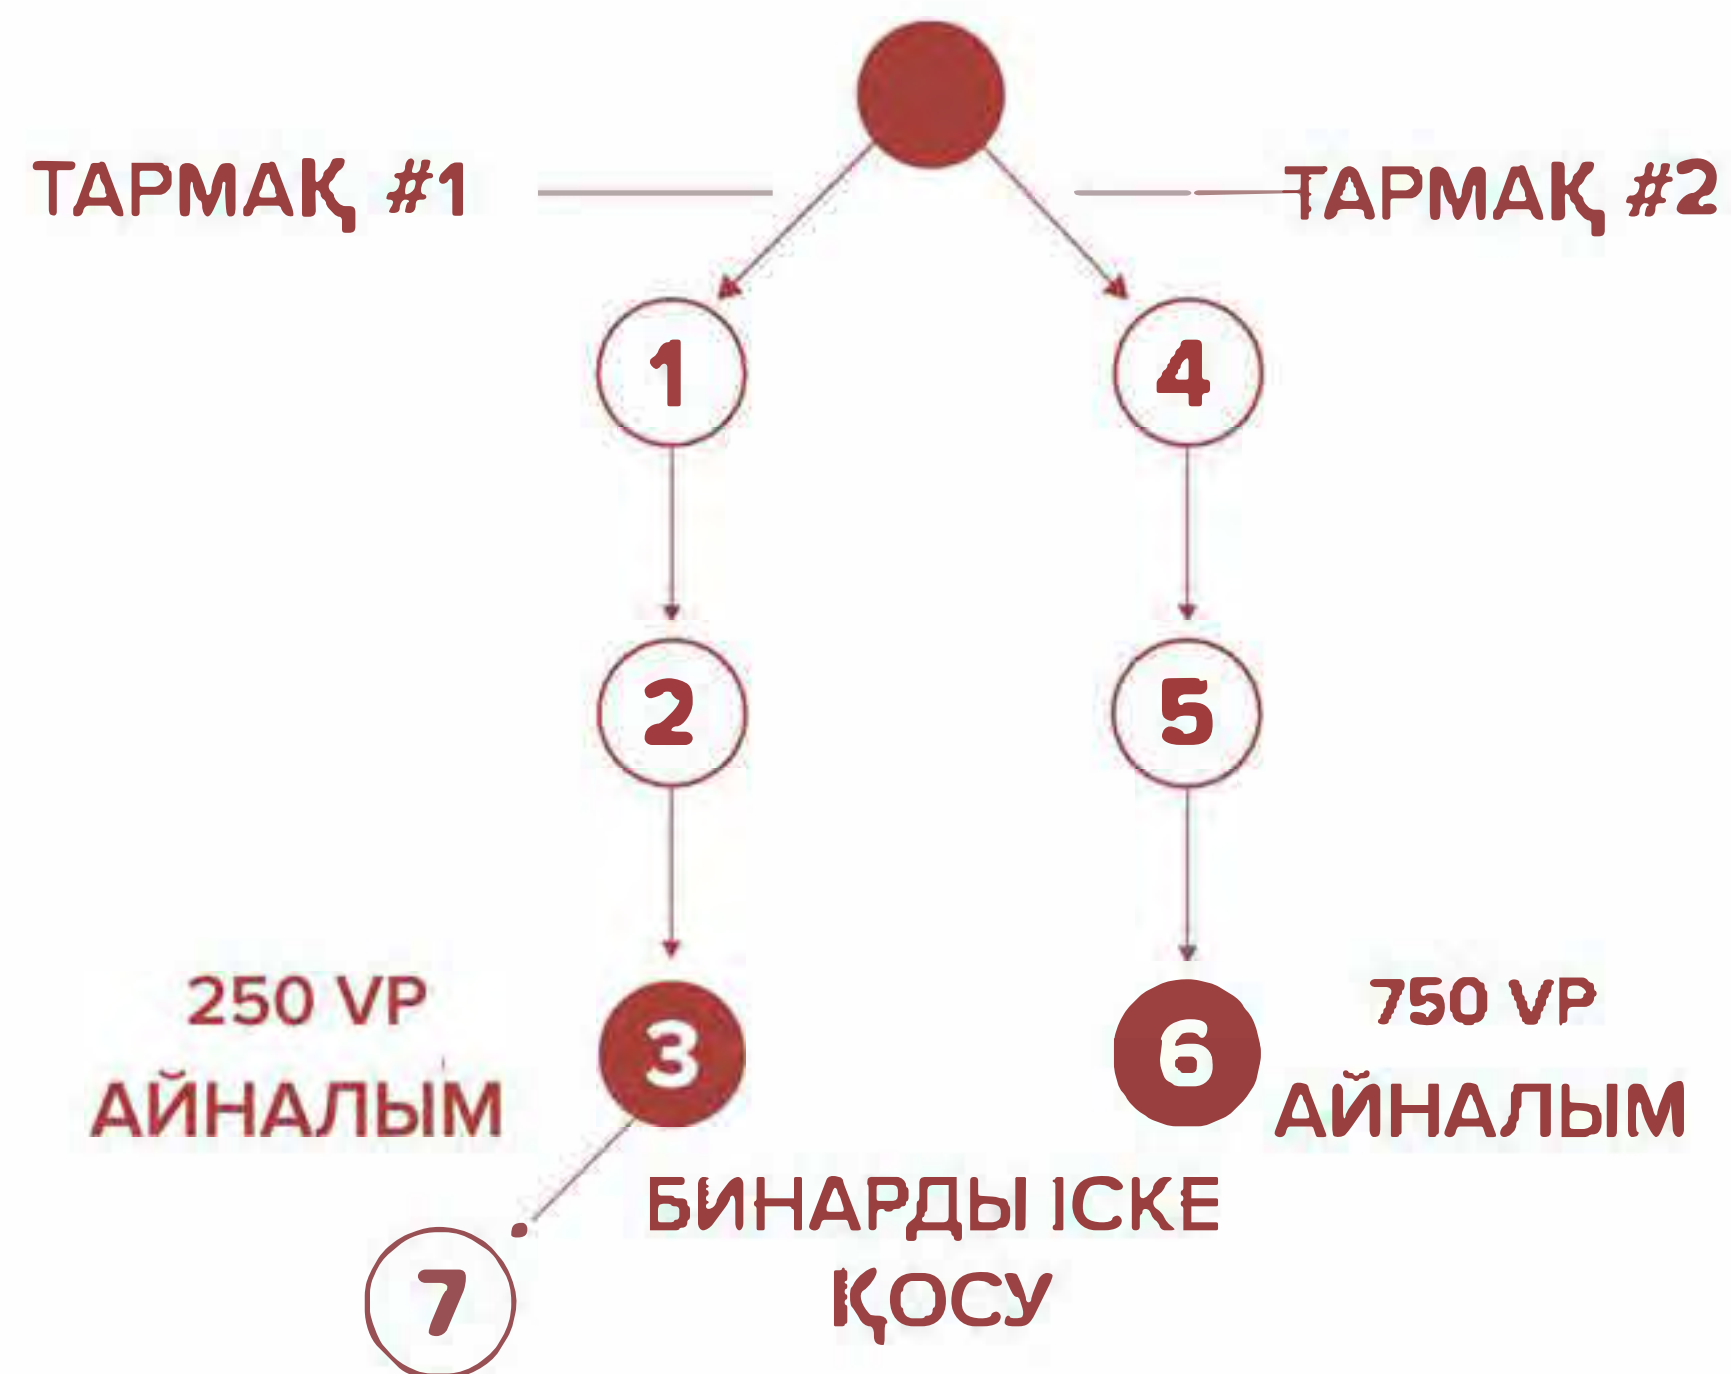 ТАРМАҚ #1
ТАРМАҚ #2
1
4
2
5
3
6
250 VP
АЙНАЛЫМ
750 VP
АЙНАЛЫМ
7
БИНАРДЫ ІСКЕ
ҚОСУ